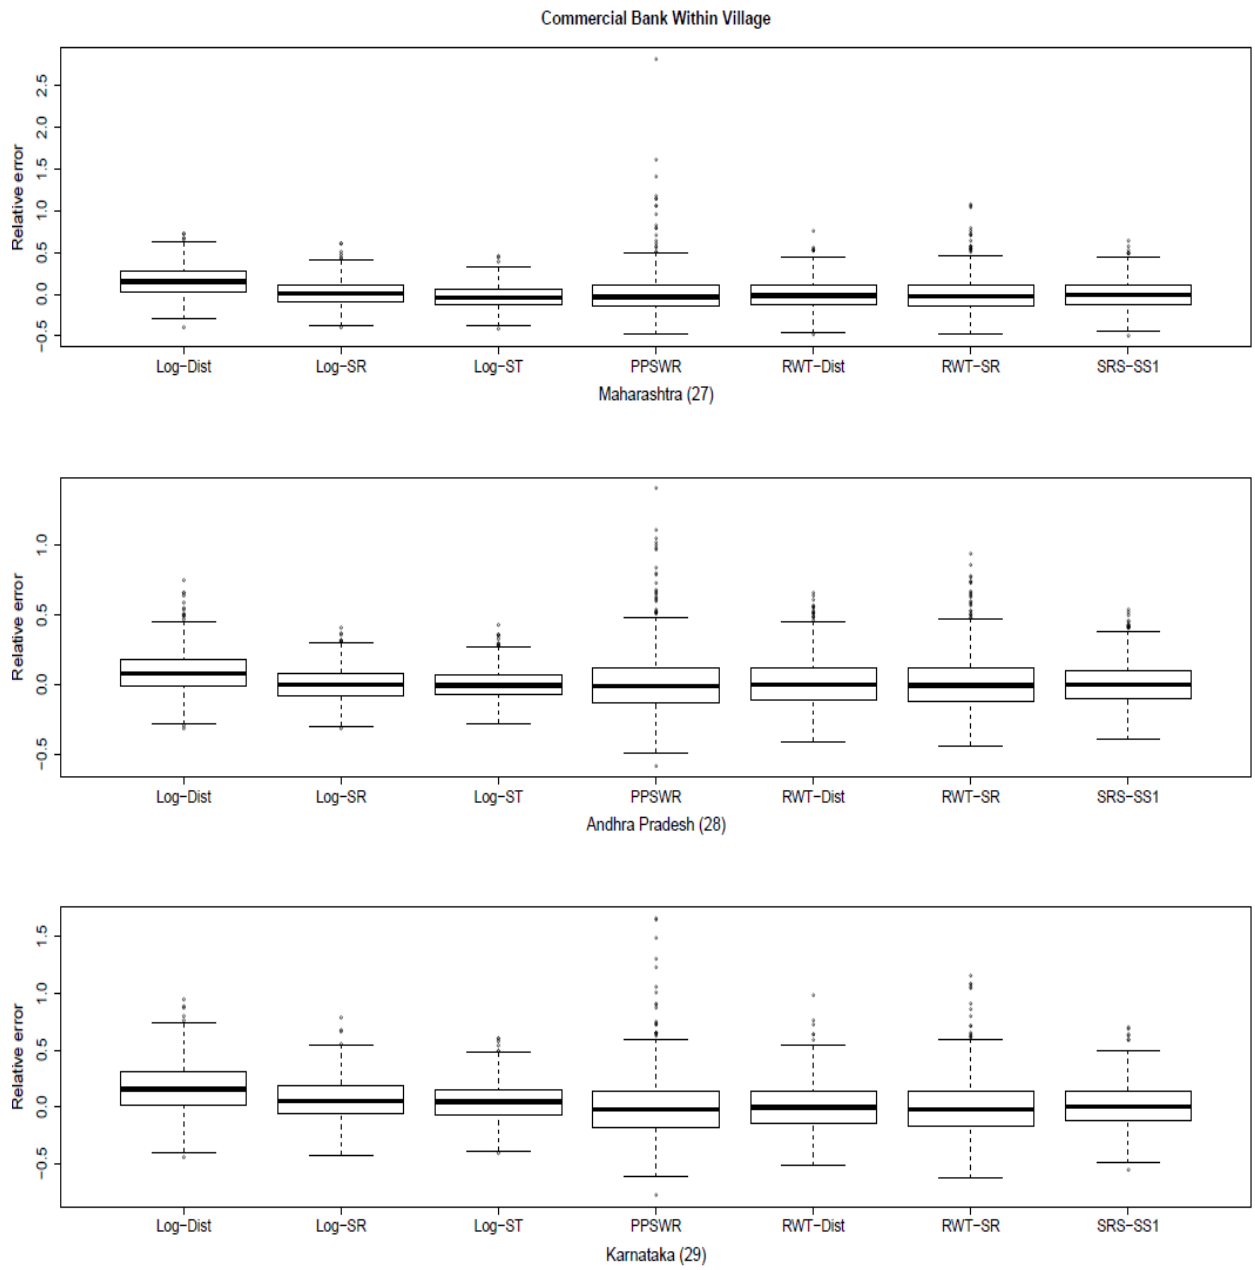 Commercial Bank Within Village
Relative error
2.5
2.0
1.5
1.0
0.5
0.0
−0.5
Log−Dist Log−SR Log−ST PPSWR RWT−Dist RWT−SR SRS−SS1
Maharashtra (27)
Relative error
1.0
0.5
0.0
−0.5
Log−Dist Log−SR Log−ST PPSWR RWT−Dist RWT−SR SRS−SS1
Andhra Pradesh (28)
Relative error
1.5
1.0
0.5
0.0
−0.5
Log−Dist Log−SR Log−ST PPSWR RWT−Dist RWT−SR SRS−SS1
Karnataka (29)